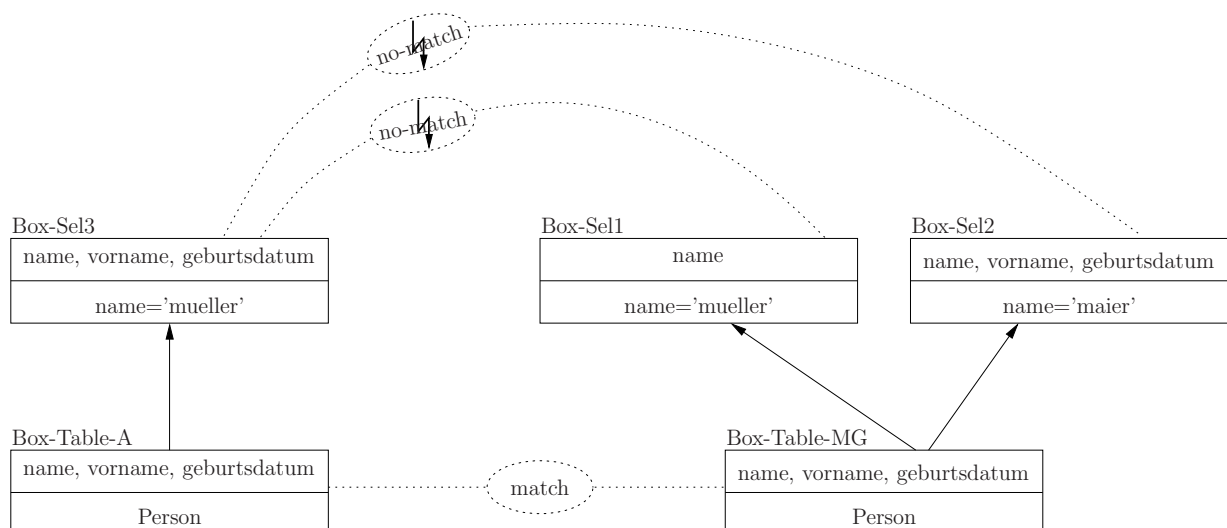 no-match
no-match
Box-Sel3
Box-Sel1
Box-Sel2
name, vorname, geburtsdatum
name
name, vorname, geburtsdatum
name='mueller'
name='mueller'
name='maier'
Box-Table-A
Box-Table-MG
name, vorname, geburtsdatum
match
name, vorname, geburtsdatum
Person
Person